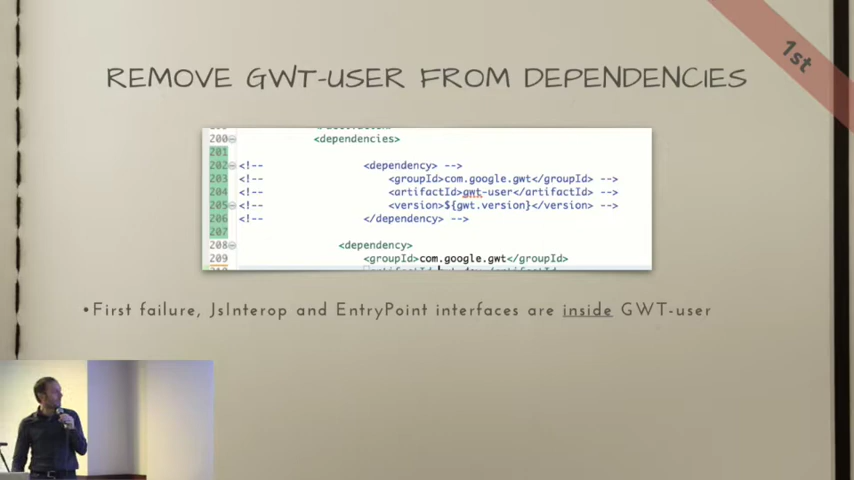 1st
REMOVE GWT-USER FROM DEPENDENCIES
200 <dependencies>
201
202 <!-- <dependency> -->
203 <!-- <groupId>com.google.gwt</groupId> -->
204 <!-- <artifactId>gwt-user</artifactId> -->
205 <!-- <version>${gwt.version}</version> -->
206 <!-- </dependency> -->
207
208 <dependency>
209 <groupId>com.google.gwt</groupId>
•First failure, JsInterop and EntryPoint interfaces are inside GWT-user